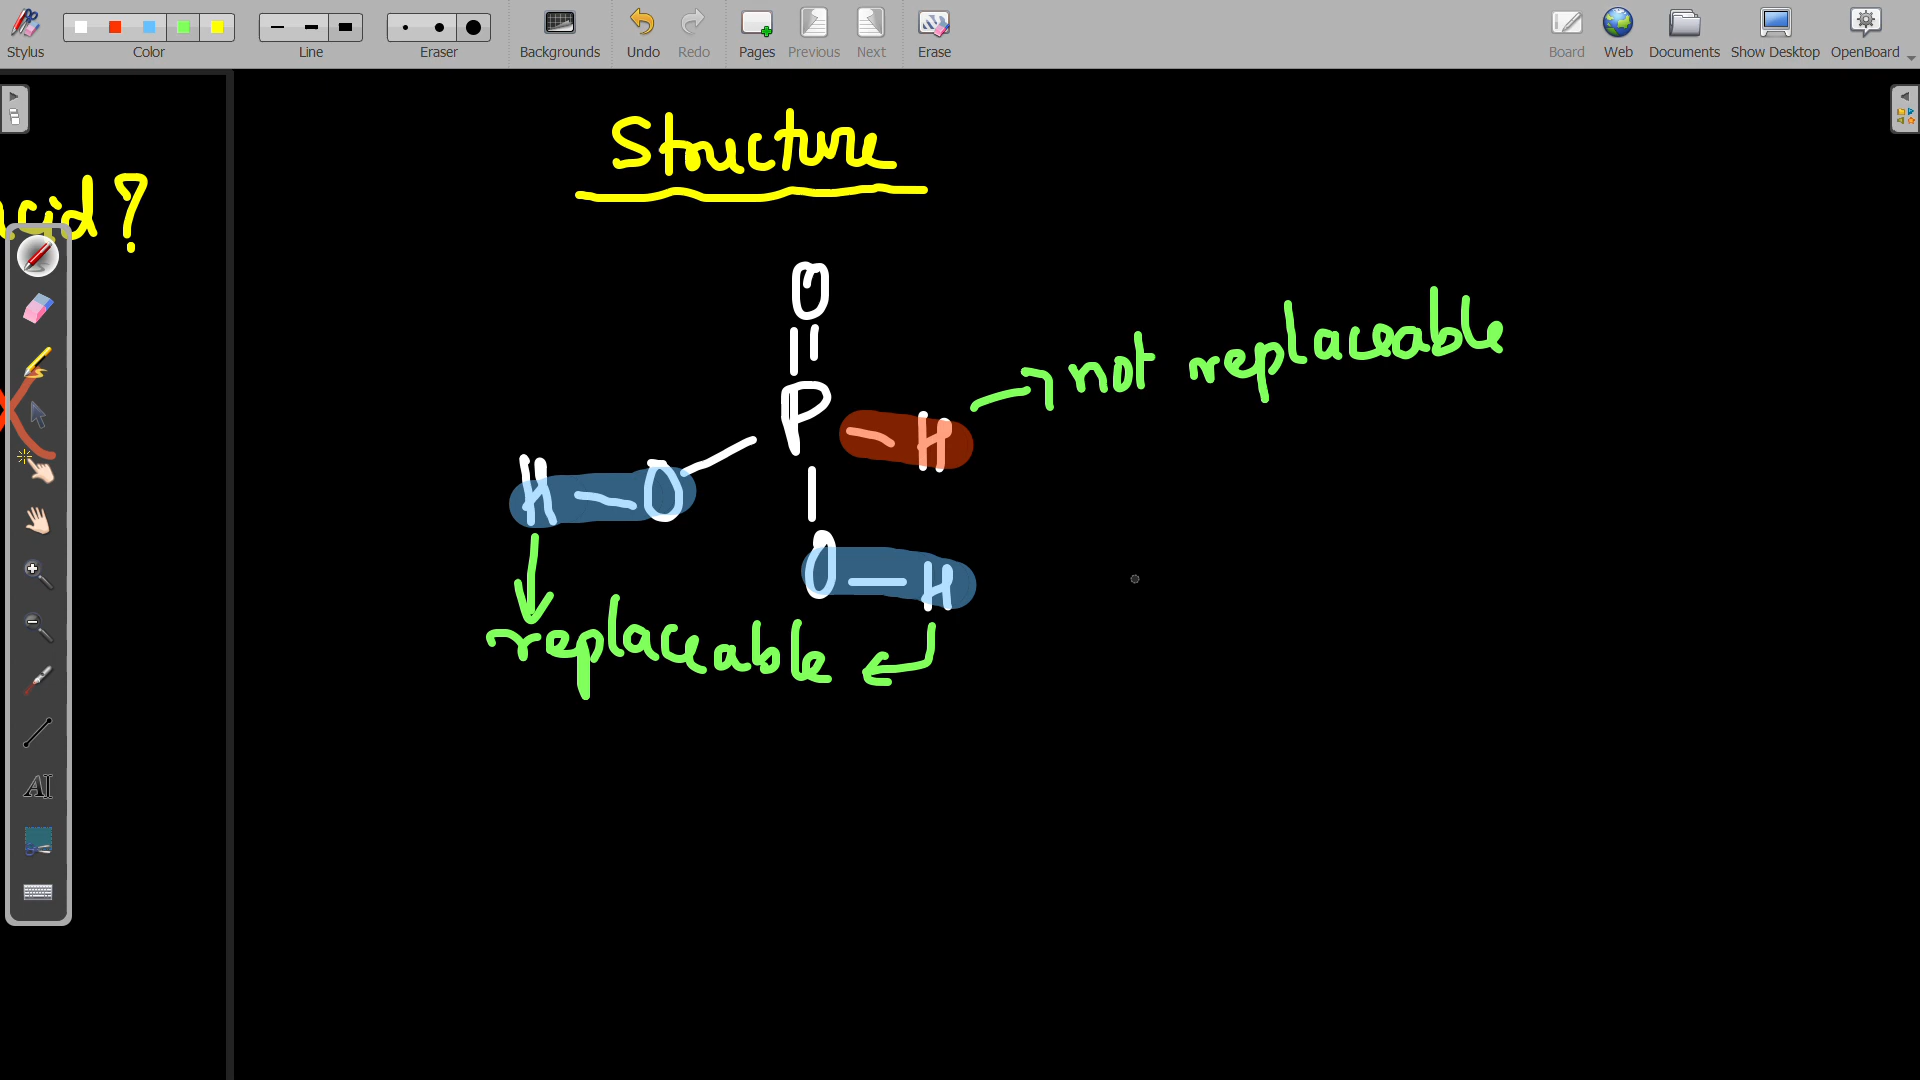 Stylus Color Line Eraser Backgrounds Undo Redo Pages Previous Next Erase Board Web Documents Show Desktop OpenBoard
Structure
acid ?
O
not replaceable
P - H
H - O
O - H
replaceable